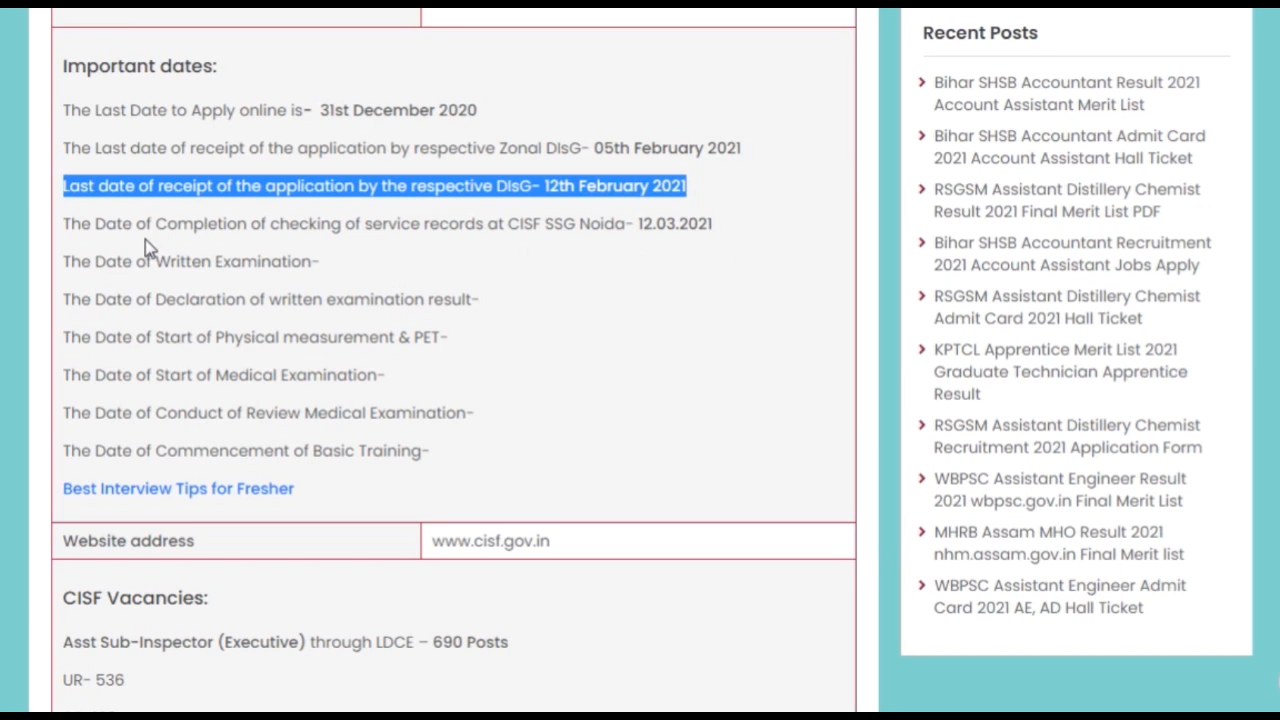 Important dates:
The Last Date to Apply online is- 31st December 2020
The Last date of receipt of the application by respective Zonal DIsG- 05th February 2021
Last date of receipt of the application by the respective DIsG- 12th February 2021
The Date of Completion of checking of service records at CISF SSG Noida- 12.03.2021
The Date of Written Examination-
The Date of Declaration of written examination result-
The Date of Start of Physical measurement & PET-
The Date of Start of Medical Examination-
The Date of Conduct of Review Medical Examination-
The Date of Commencement of Basic Training-
Best Interview Tips for Fresher
Website address www.cisf.gov.in
CISF Vacancies:
Asst Sub-Inspector (Executive) through LDCE – 690 Posts
UR- 536
Recent Posts
Bihar SHSB Accountant Result 2021
Account Assistant Merit List
Bihar SHSB Accountant Admit Card
2021 Account Assistant Hall Ticket
RSGSM Assistant Distillery Chemist
Result 2021 Final Merit List PDF
Bihar SHSB Accountant Recruitment
2021 Account Assistant Jobs Apply
RSGSM Assistant Distillery Chemist
Admit Card 2021 Hall Ticket
KPTCL Apprentice Merit List 2021
Graduate Technician Apprentice
Result
RSGSM Assistant Distillery Chemist
Recruitment 2021 Application Form
WBPSC Assistant Engineer Result
2021 wbpsc.gov.in Final Merit List
MHRB Assam MHO Result 2021
nhm.assam.gov.in Final Merit list
WBPSC Assistant Engineer Admit
Card 2021 AE, AD Hall Ticket